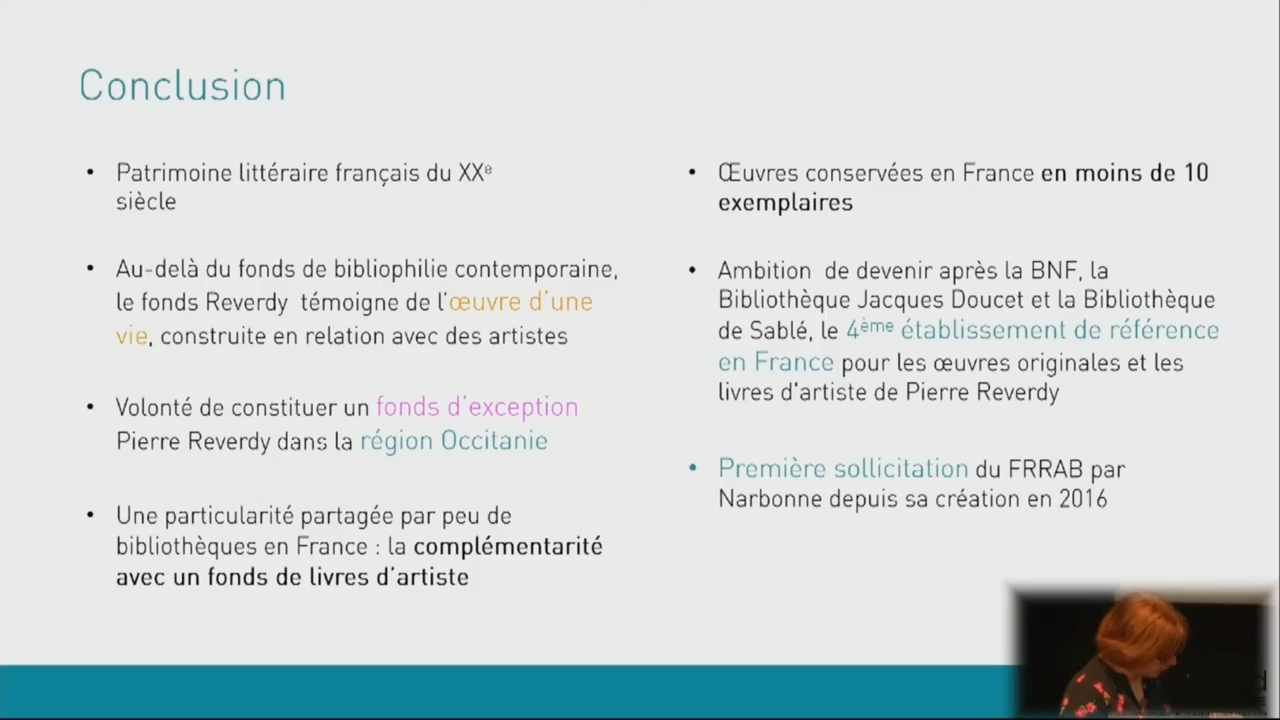 Conclusion
• Patrimoine littéraire français du XXᵉ
siècle
• Au-delà du fonds de bibliophilie contemporaine,
le fonds Reverdy témoigne de l'œuvre d'une
vie, construite en relation avec des artistes
• Volonté de constituer un fonds d'exception
Pierre Reverdy dans la région Occitanie
• Une particularité partagée par peu de
bibliothèques en France : la complémentarité
avec un fonds de livres d'artiste
• Œuvres conservées en France en moins de 10
exemplaires
• Ambition de devenir après la BNF, la
Bibliothèque Jacques Doucet et la Bibliothèque
de Sablé, le 4ème établissement de référence
en France pour les œuvres originales et les
livres d'artiste de Pierre Reverdy
• Première sollicitation du FRRAB par
Narbonne depuis sa création en 2016